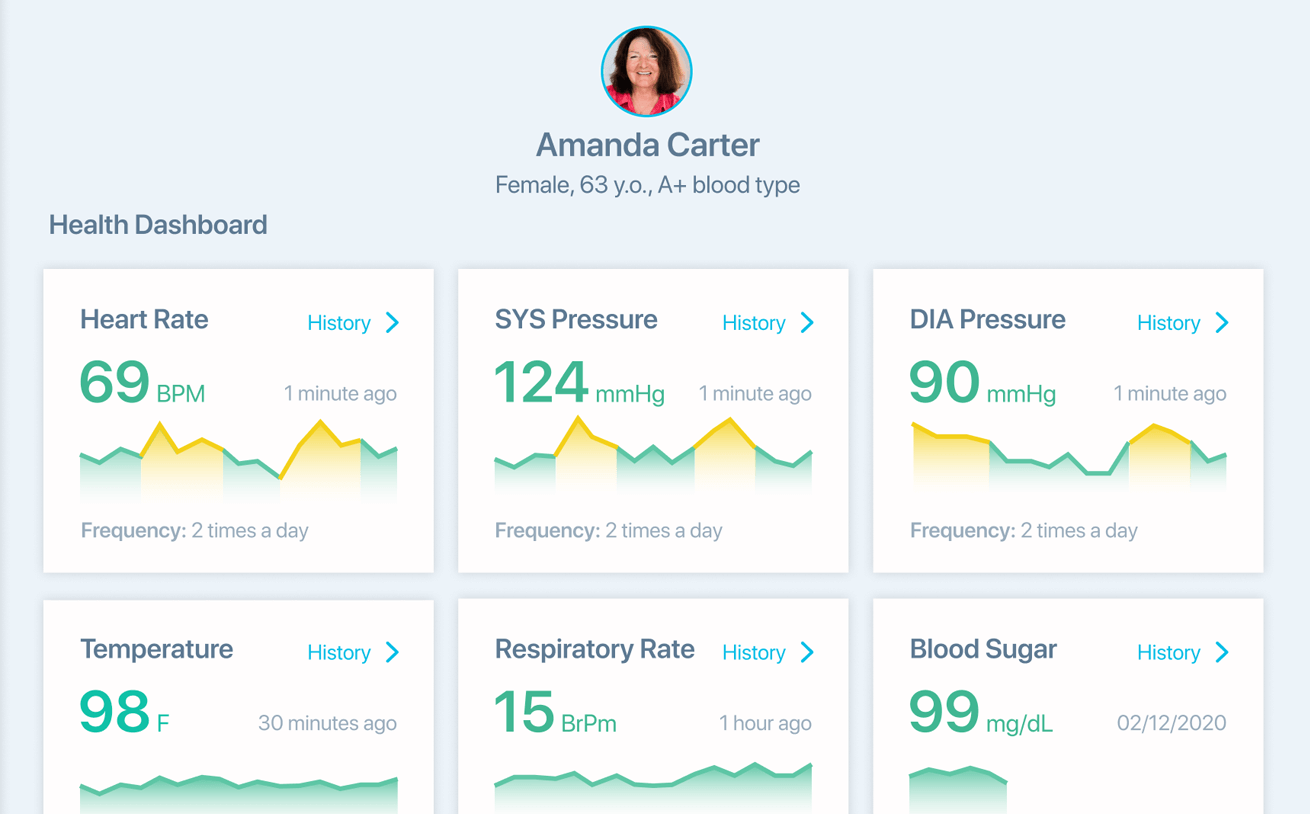 Amanda Carter
Female, 63 y.o., A+ blood type
Health Dashboard
Heart Rate
History
69 BPM
1 minute ago
Frequency: 2 times a day
SYS Pressure
History
124 mmHg
1 minute ago
Frequency: 2 times a day
DIA Pressure
History
90 mmHg
1 minute ago
Frequency: 2 times a day
Temperature
History
98 F
30 minutes ago
Respiratory Rate
History
15 BrPm
1 hour ago
Blood Sugar
History
99 mg/dL
02/12/2020